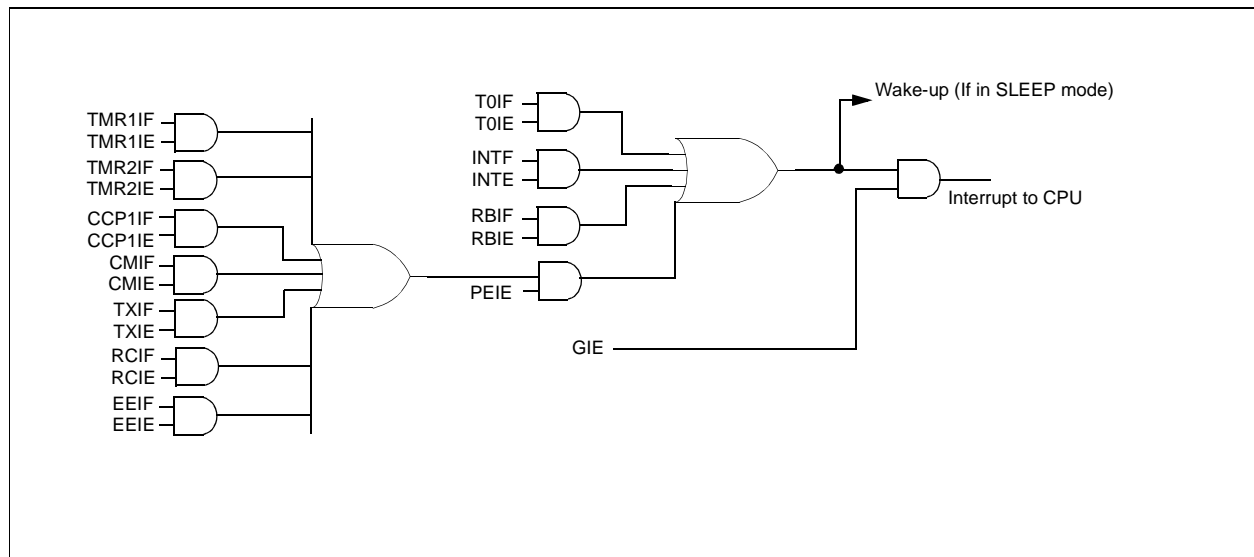 TMR1IF
TMR1IE
TMR2IF
TMR2IE
CCP1IF
CCP1IE
CMIF
CMIE
TXIF
TXIE
RCIF
RCIE
EEIF
EEIE
T0IF
T0IE
INTF
INTE
RBIF
RBIE
PEIE
GIE
Wake-up (If in SLEEP mode)
Interrupt to CPU